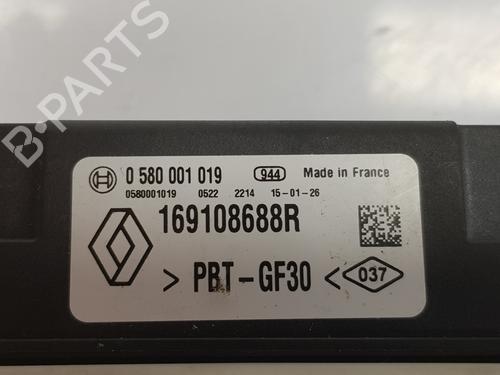 0 580 001 019 944 Made in France
0580001019 0522 2214 15-01-26
169108688R
> PBT-GF30 < 037
B-PARTS